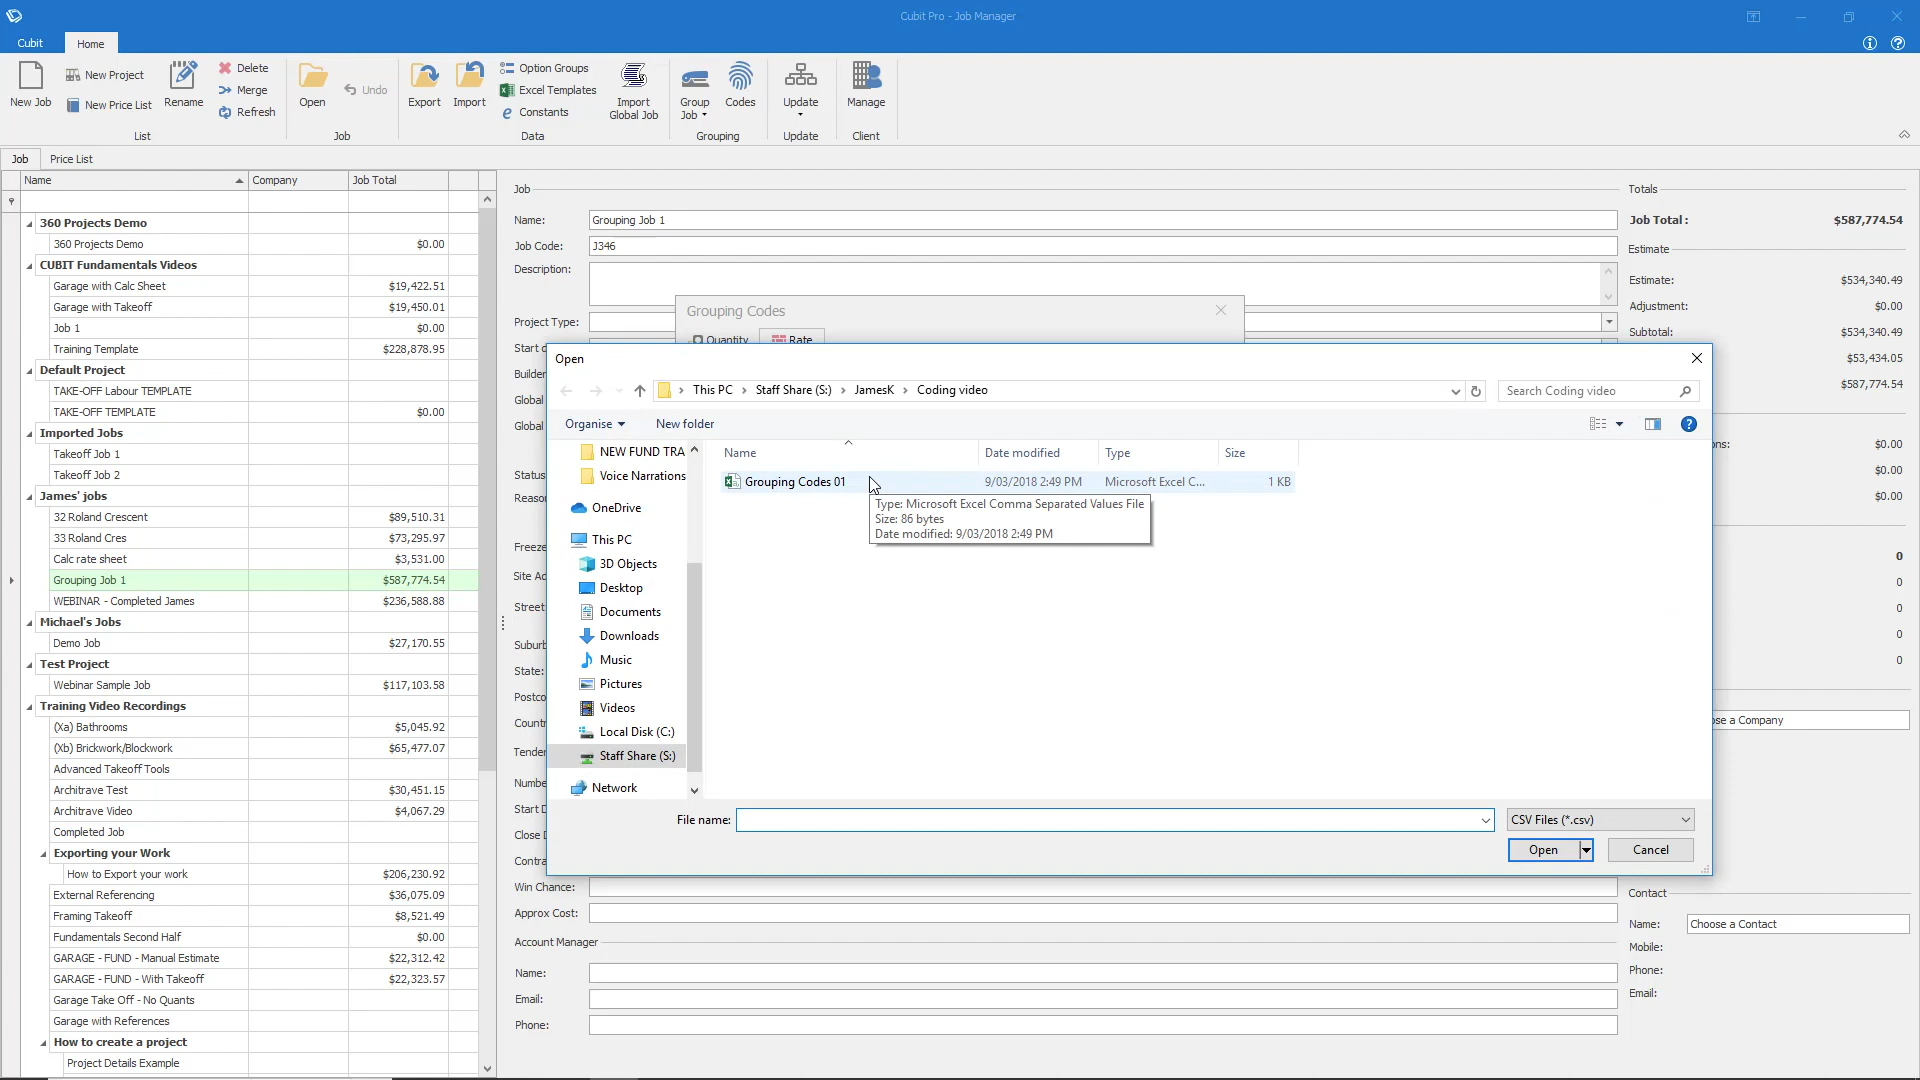 Cubit Pro - Job Manager
Cubit
Home
New Job
New Project
New Price List
Rename
Delete
Merge
Refresh
List
Open
Undo
Job
Export
Import
Option Groups
Excel Templates
Constants
Import Global Job
Data
Group Job
Codes
Grouping
Update
Update
Manage
Client
Job
Price List
Name
Company
Job Total
360 Projects Demo
360 Projects Demo $0.00
CUBIT Fundamentals Videos
Garage with Calc Sheet $19,422.51
Garage with Takeoff $19,450.01
Job 1 $0.00
Training Template $228,878.95
Default Project
TAKE-OFF Labour TEMPLATE
TAKE-OFF TEMPLATE $0.00
Imported Jobs
Takeoff Job 1
Takeoff Job 2
James' jobs
32 Roland Crescent $89,510.31
33 Roland Cres $73,295.97
Calc rate sheet $3,531.00
Grouping Job 1 $587,774.54
WEBINAR - Completed James $236,588.88
Michael's Jobs
Demo Job $27,170.55
Test Project
Webinar Sample Job $117,103.58
Training Video Recordings
(Xa) Bathrooms $5,045.92
(Xb) Brickwork/Blockwork $65,477.07
Advanced Takeoff Tools
Architrave Test $30,451.15
Architrave Video $4,067.29
Completed Job
Exporting your Work
How to Export your work $206,230.92
External Referencing $36,075.09
Framing Takeoff $8,521.49
Fundamentals Second Half $0.00
GARAGE - FUND - Manual Estimate $22,312.42
GARAGE - FUND - With Takeoff $22,323.57
Garage Take Off - No Quants
Garage with References
How to create a project
Project Details Example
Job
Name: Grouping Job 1
Job Code: J346
Description:
Project Type:
Start d
Builder
Global
Global
Status
Reason
Freeze
Site Ad
Street
Suburb
State:
Postco
Countr
Tender
Numbe
Start D
Close D
Contra
Win Chance:
Approx Cost:
Account Manager
Name:
Email:
Phone:
Grouping Codes
Quantity
Rate
Open
This PC
Staff Share (S:)
JamesK
Coding video
Search Coding video
Organise
New folder
NEW FUND TRA
Voice Narrations
OneDrive
This PC
3D Objects
Desktop
Documents
Downloads
Music
Pictures
Videos
Local Disk (C:)
Staff Share (S:)
Network
Name
Date modified
Type
Size
Grouping Codes 01 9/03/2018 2:49 PM Microsoft Excel C... 1 KB
Type: Microsoft Excel Comma Separated Values File
Size: 86 bytes
Date modified: 9/03/2018 2:49 PM
File name:
CSV Files (*.csv)
Open
Cancel
Totals
Job Total: $587,774.54
Estimate
Estimate: $534,340.49
Adjustment: $0.00
Subtotal: $534,340.49
$53,434.05
$587,774.54
ons: $0.00
$0.00
$0.00
0
0
0
0
0
ose a Company
Contact
Name: Choose a Contact
Mobile:
Phone:
Email: